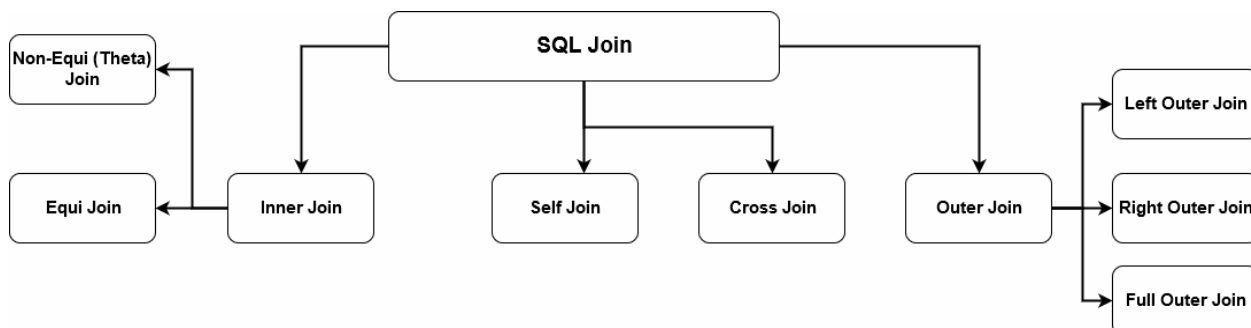 SQL Join
Non-Equi (Theta)
Join
Left Outer Join
Equi Join
Inner Join
Self Join
Cross Join
Outer Join
Right Outer Join
Full Outer Join